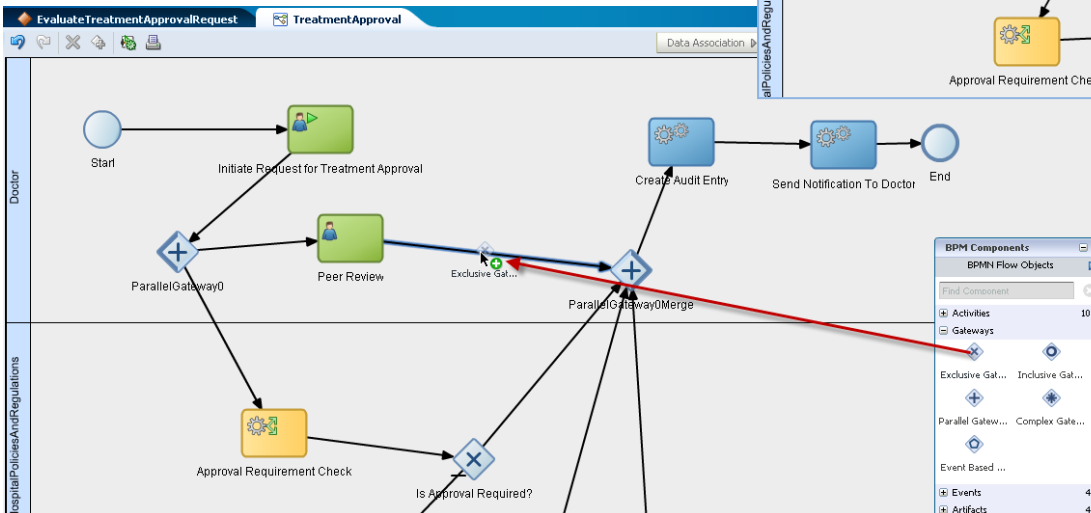 EvaluateTreatmentApprovalRequest
TreatmentApproval
Data Association
Approval Requirement Che
Start
Initiate Request for Treatment Approval
Create Audit Entry
Send Notification To Doctor
End
Doctor
ParallelGateway0
Peer Review
Exclusive Gat...
ParallelGateway0Merge
BPM Components
BPMN Flow Objects
Find Component
Activities
10
Gateways
Exclusive Gat...
Inclusive Gat...
Parallel Gatew...
Complex Gate...
Event Based ...
Events
4
Artifacts
4
alPoliciesAndRegu
HospitalPoliciesAndRegulations
Approval Requirement Check
Is Approval Required?